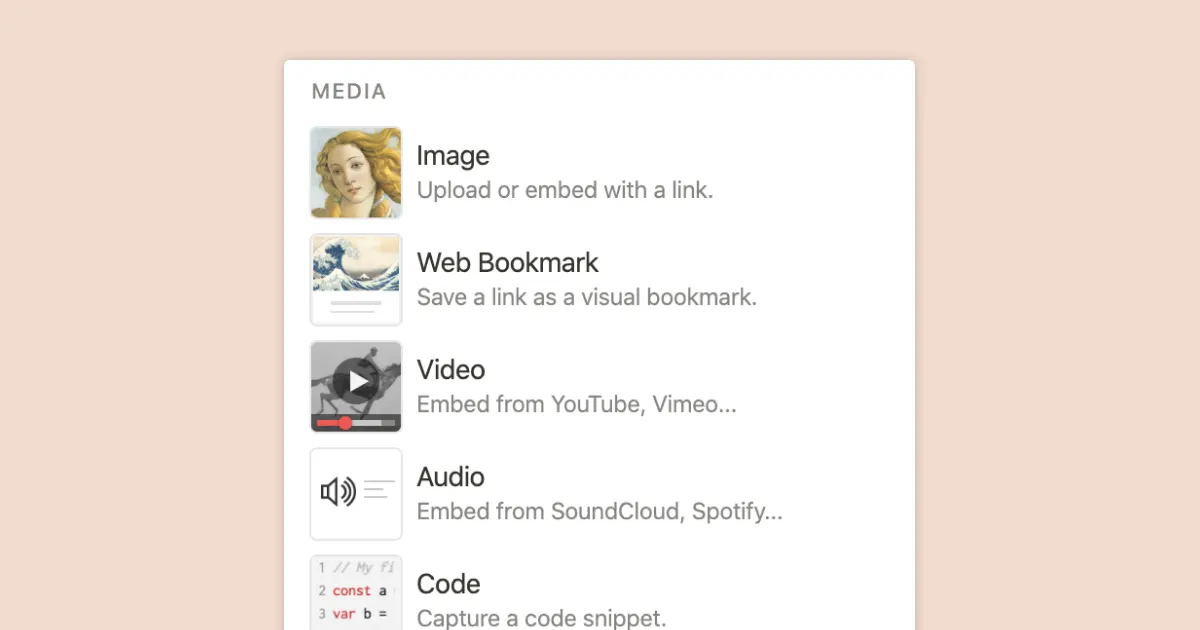 MEDIA
Image
Upload or embed with a link.
Web Bookmark
Save a link as a visual bookmark.
Video
Embed from YouTube, Vimeo...
Audio
Embed from SoundCloud, Spotify...
1 // My fi
2 const a
3 var b =
Code
Capture a code snippet.